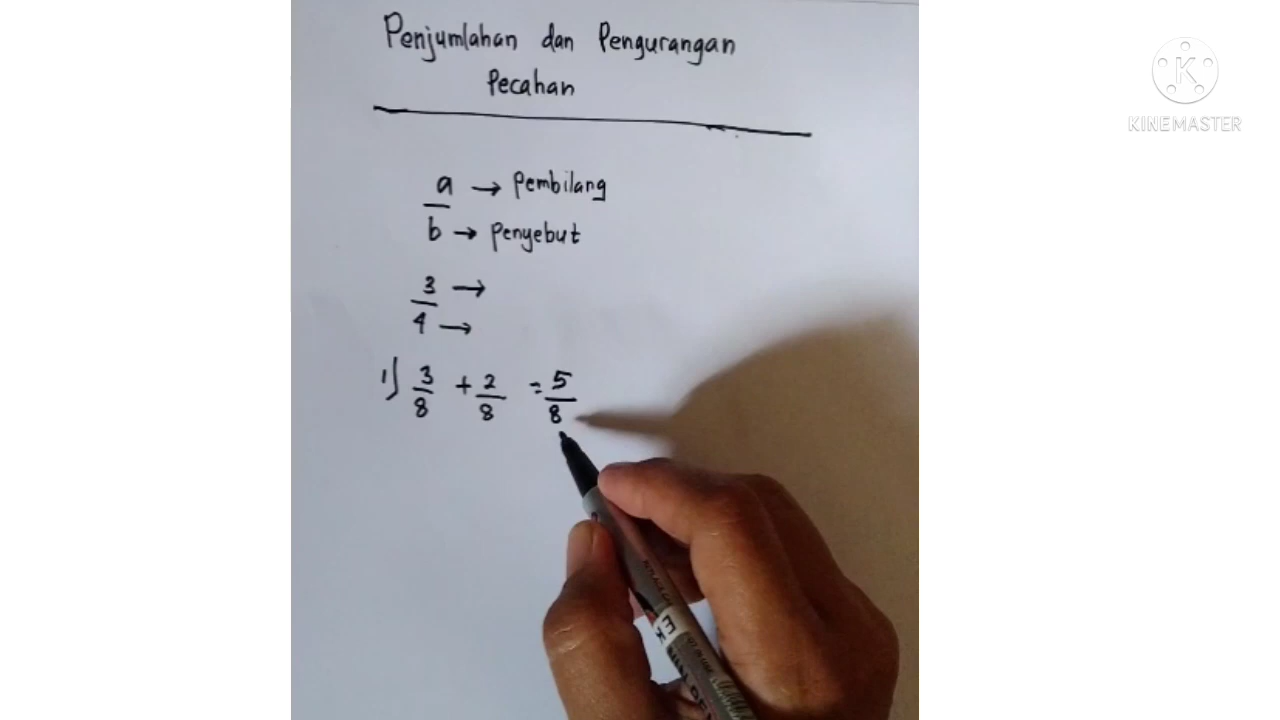 Penjumlahan dan Pengurangan
Pecahan
a → Pembilang
b → Penyebut
3 →
4 →
1) 3/8 + 2/8 = 5/8
KINEMASTER